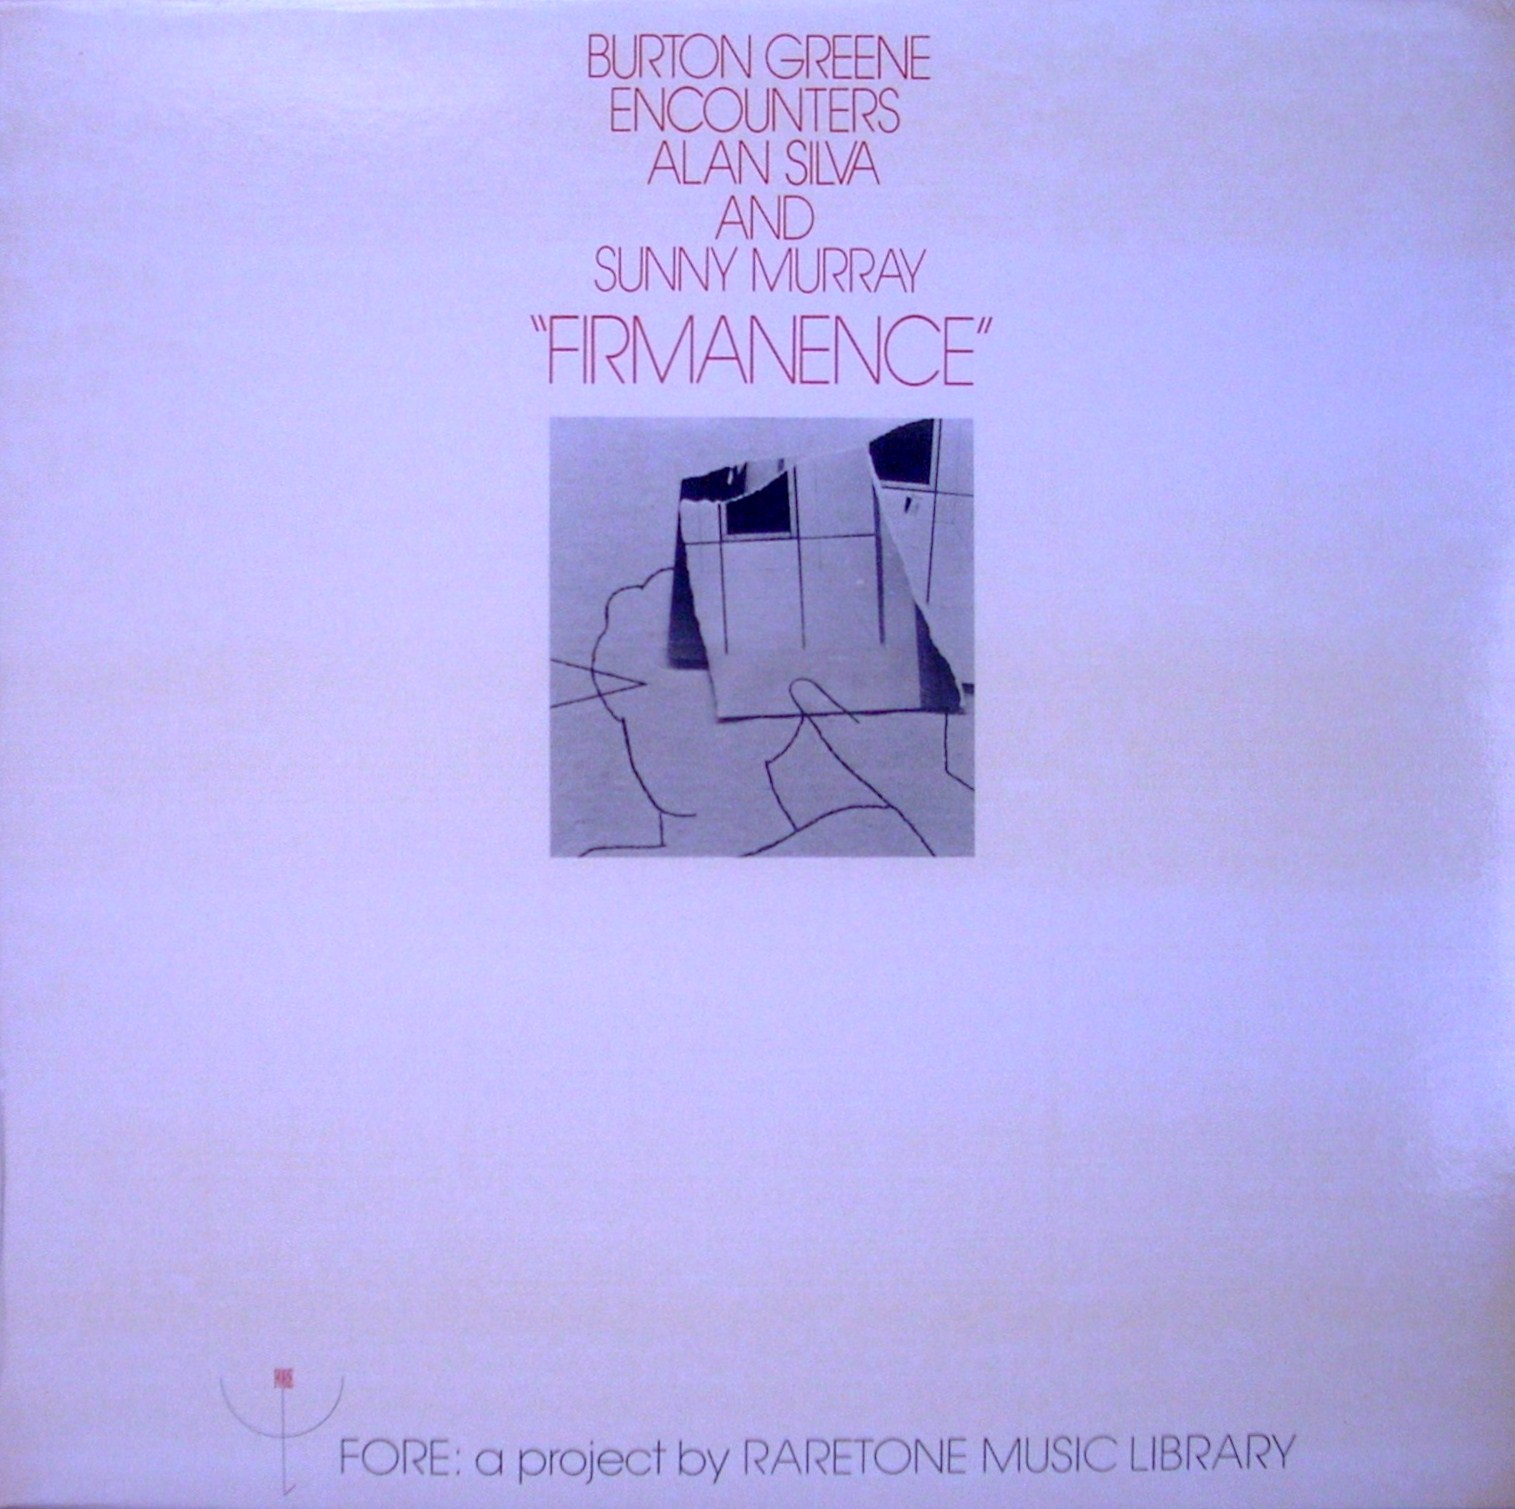 BURTON GREENE
ENCOUNTERS
ALAN SILVA
AND
SUNNY MURRAY
"FIRMANENCE"
FORE: a project by RARETONE MUSIC LIBRARY